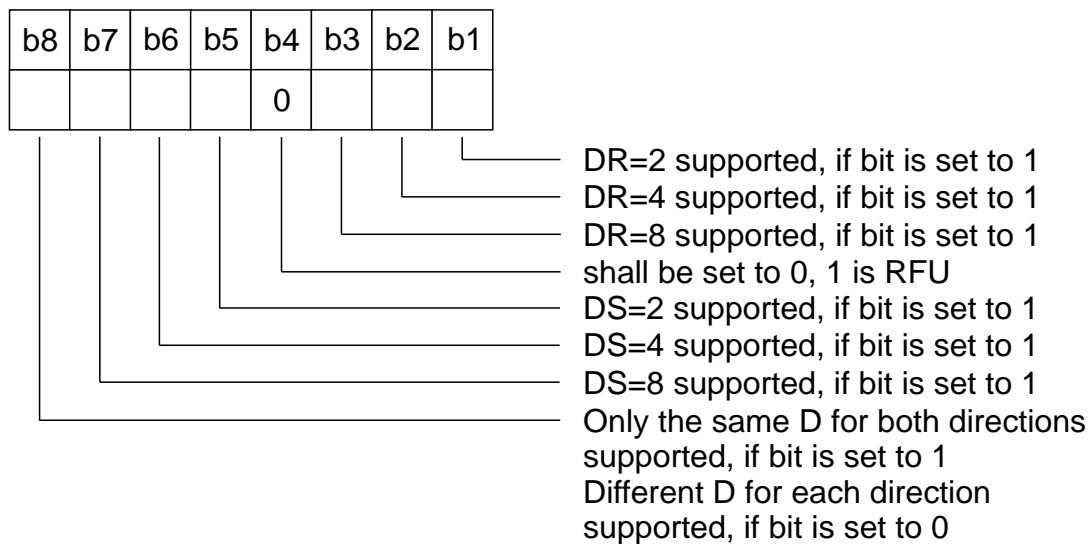 b8 b7 b6 b5 b4 b3 b2 b1
0
DR=2 supported, if bit is set to 1
DR=4 supported, if bit is set to 1
DR=8 supported, if bit is set to 1
shall be set to 0, 1 is RFU
DS=2 supported, if bit is set to 1
DS=4 supported, if bit is set to 1
DS=8 supported, if bit is set to 1
Only the same D for both directions
supported, if bit is set to 1
Different D for each direction
supported, if bit is set to 0